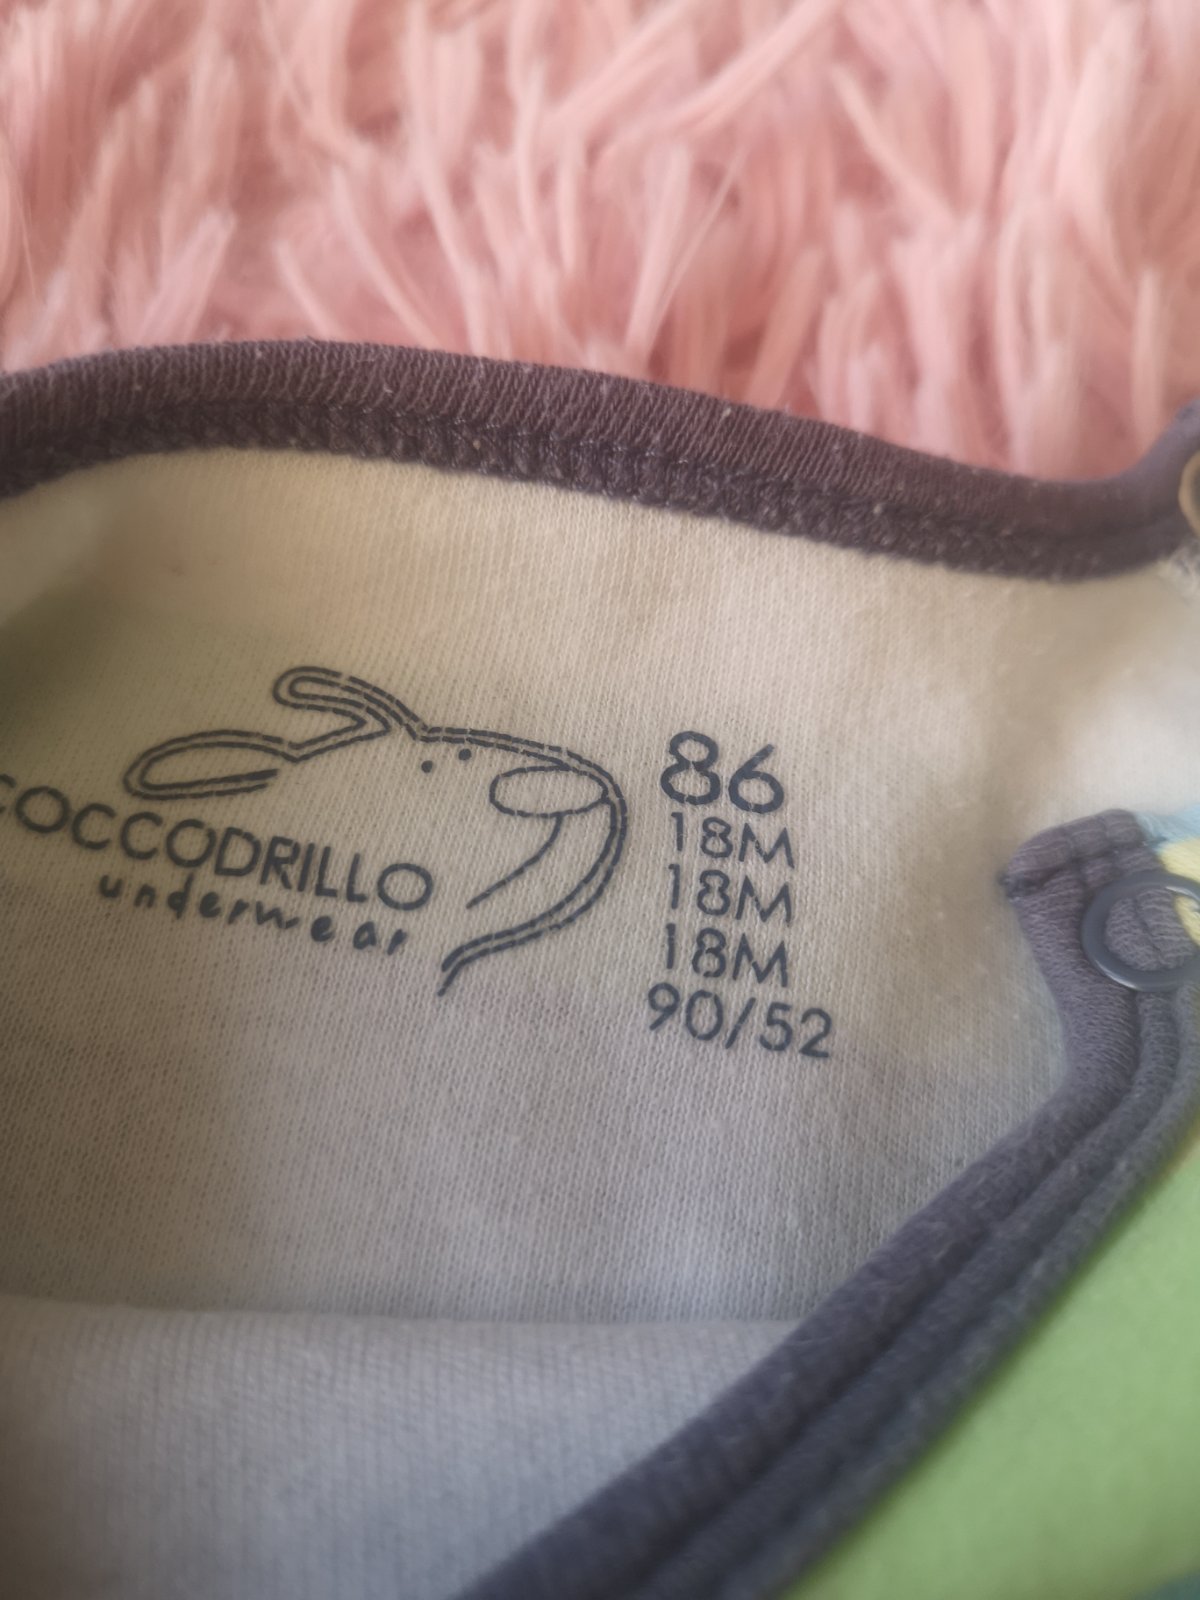 COCCODRILLO
underwear
86
18M
18M
18M
90/52